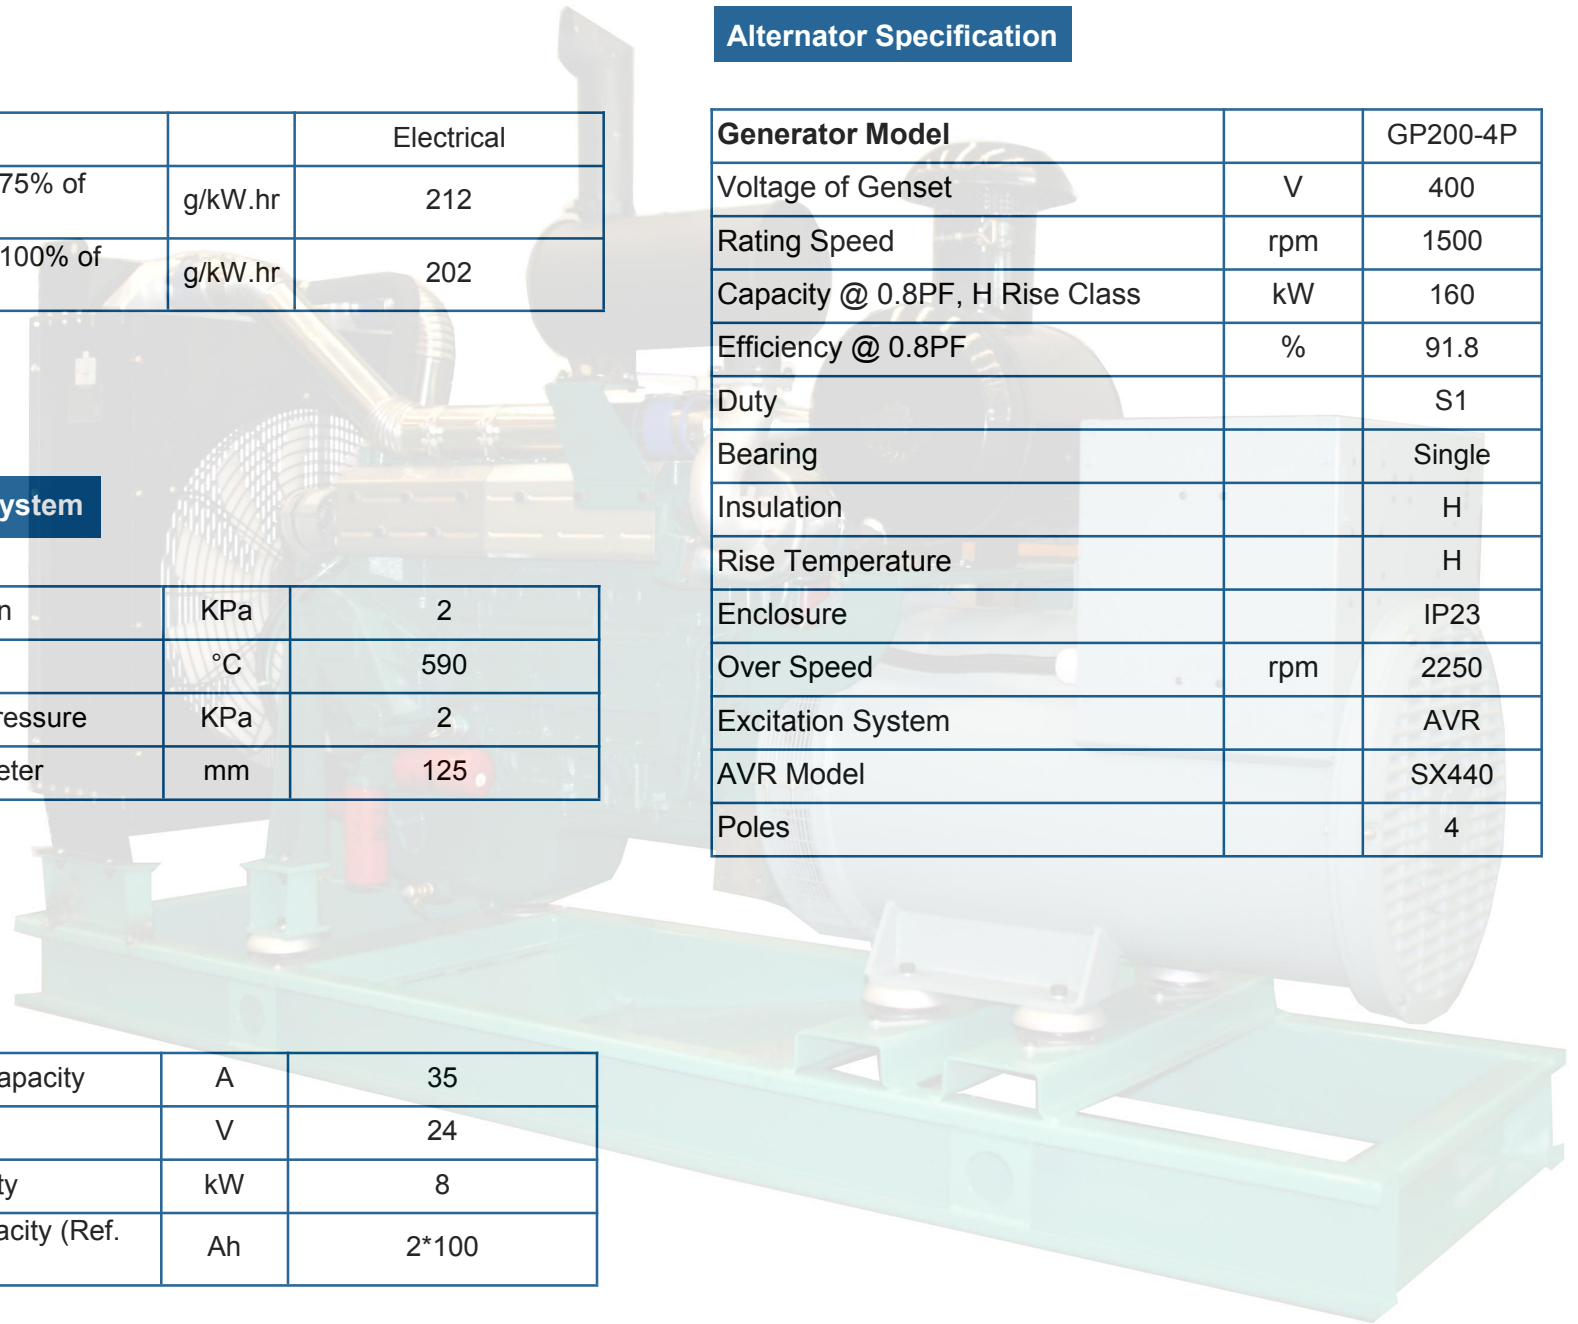 Electrical
75% of
g/kW.hr 212
100% of
g/kW.hr 202
ystem
n KPa 2
°C 590
ressure KPa 2
eter mm 125
apacity A 35
V 24
ty kW 8
acity (Ref.
Ah 2*100
Alternator Specification
Generator Model GP200-4P
Voltage of Genset V 400
Rating Speed rpm 1500
Capacity @ 0.8PF, H Rise Class kW 160
Efficiency @ 0.8PF % 91.8
Duty S1
Bearing Single
Insulation H
Rise Temperature H
Enclosure IP23
Over Speed rpm 2250
Excitation System AVR
AVR Model SX440
Poles 4